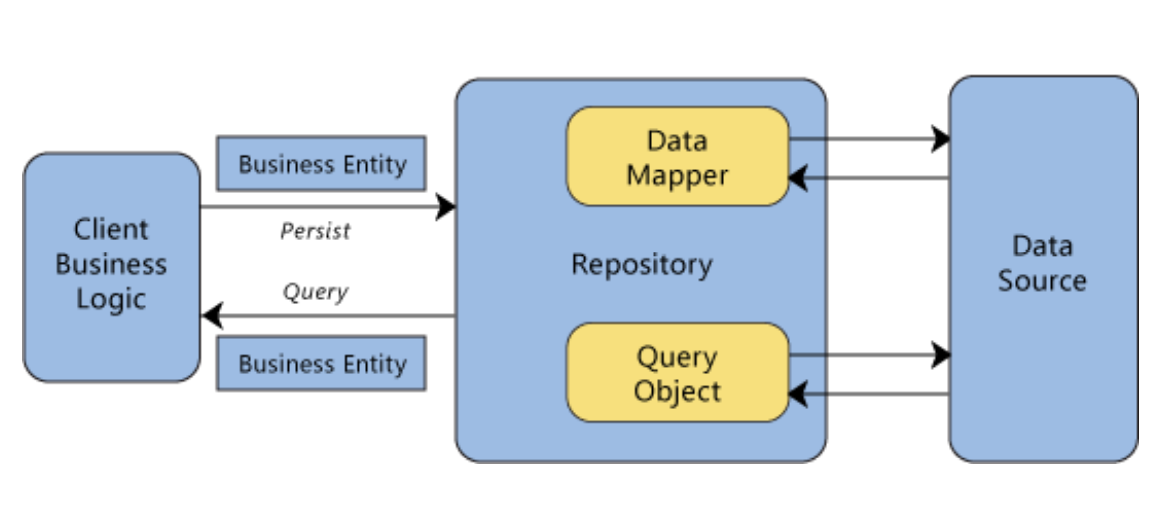 Client
Business
Logic
Business Entity
Persist
Query
Business Entity
Data
Mapper
Repository
Query
Object
Data
Source